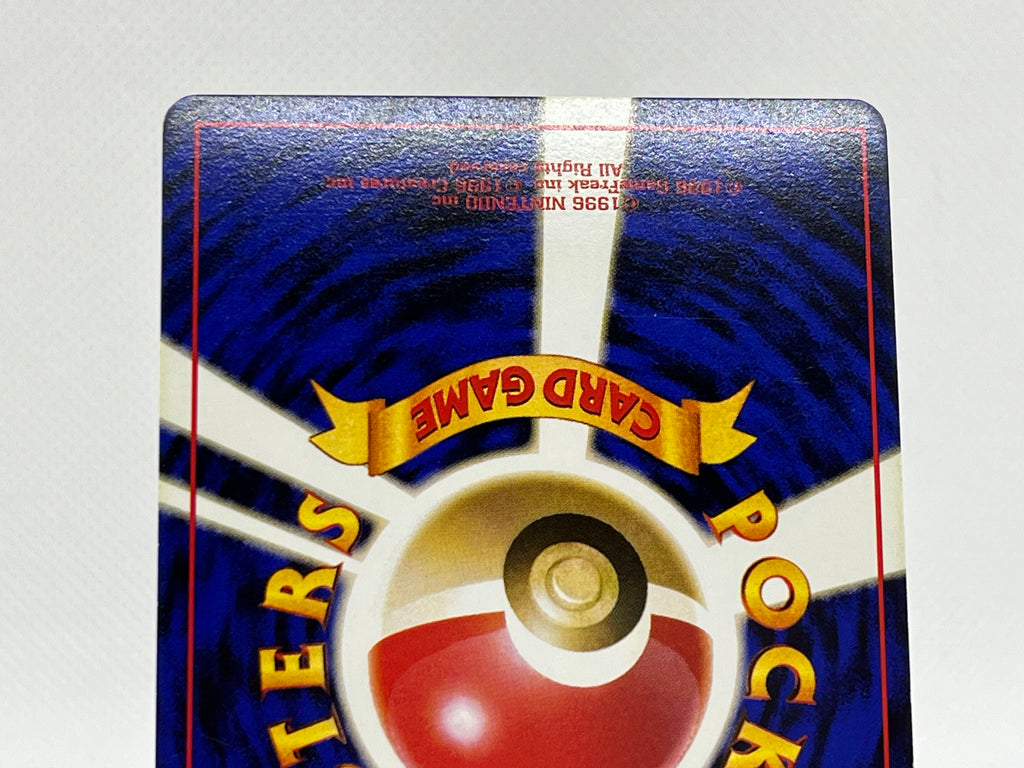 POCK
STERS
CARD GAME
©1996 NINTENDO inc
©1996 GameFreak inc. ©1996 Creatures inc
All Rights reserved